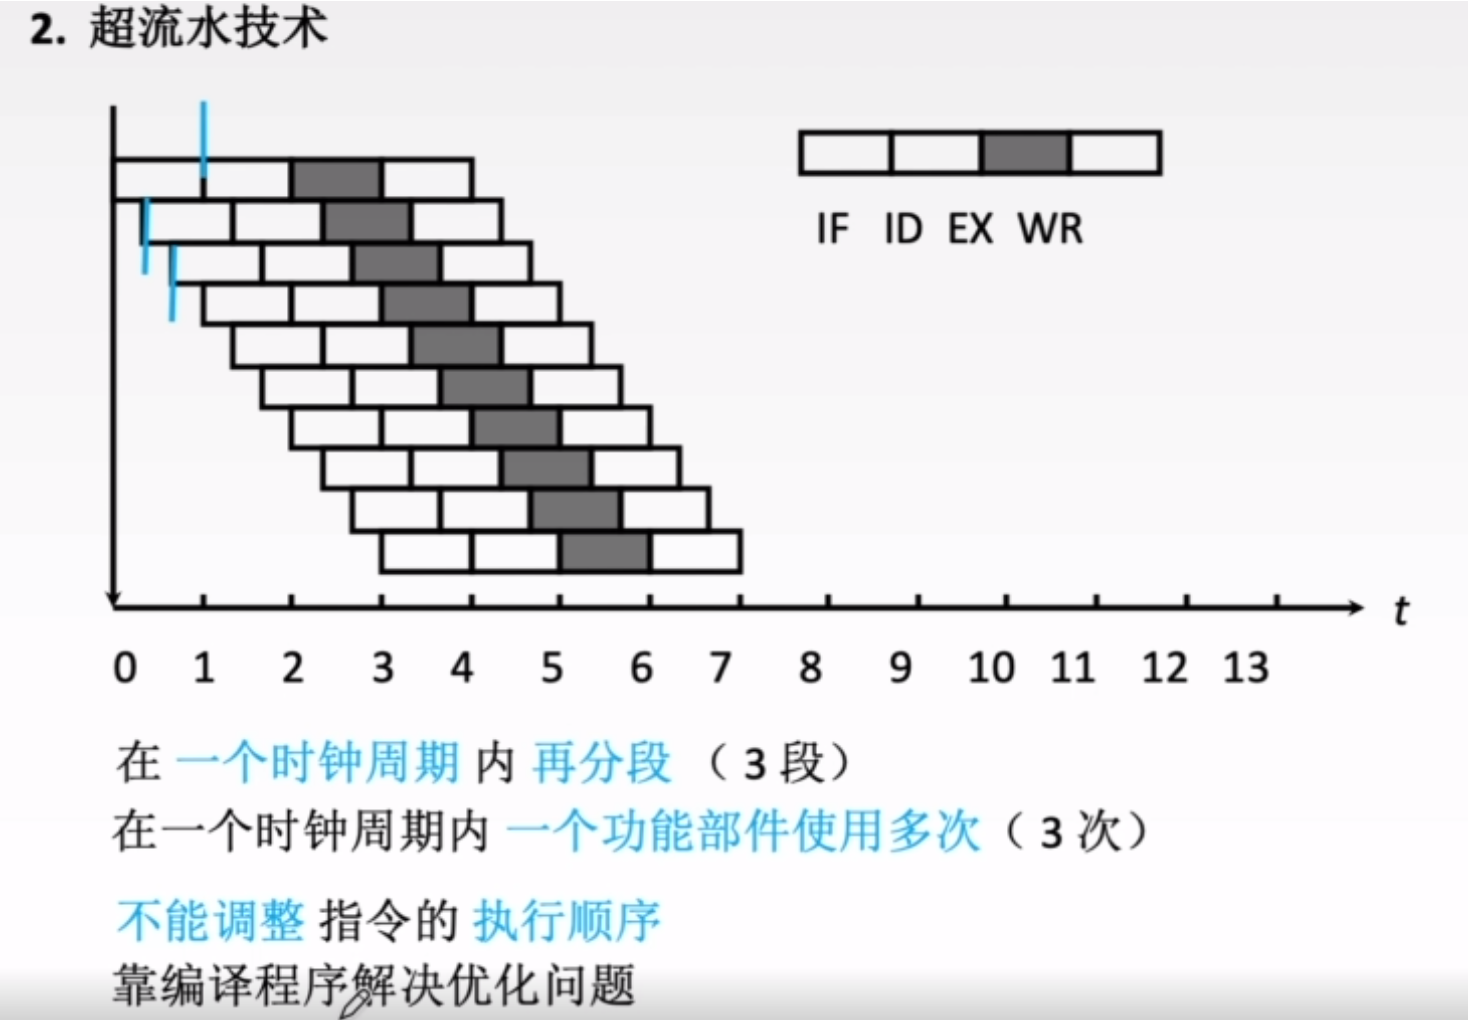 2. 超流水技术
IF ID EX WR
t
0 1 2 3 4 5 6 7 8 9 10 11 12 13
在 一个时钟周期 内 再分段 （ 3 段）
在一个时钟周期内 一个功能部件使用多次（ 3 次）
不能调整 指令的 执行顺序
靠编译程序解决优化问题